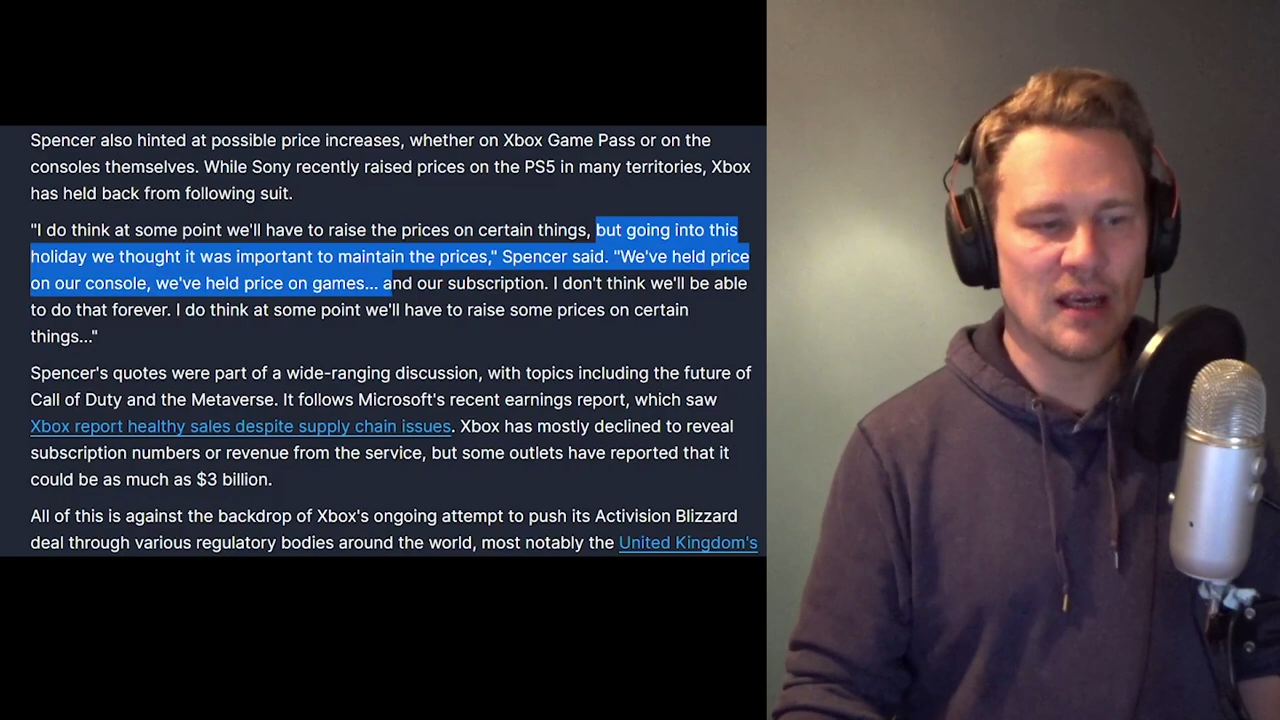 Spencer also hinted at possible price increases, whether on Xbox Game Pass or on the
consoles themselves. While Sony recently raised prices on the PS5 in many territories, Xbox
has held back from following suit.
"I do think at some point we'll have to raise the prices on certain things, but going into this
holiday we thought it was important to maintain the prices," Spencer said. "We've held price
on our console, we've held price on games... and our subscription. I don't think we'll be able
to do that forever. I do think at some point we'll have to raise some prices on certain
things..."
Spencer's quotes were part of a wide-ranging discussion, with topics including the future of
Call of Duty and the Metaverse. It follows Microsoft's recent earnings report, which saw
Xbox report healthy sales despite supply chain issues. Xbox has mostly declined to reveal
subscription numbers or revenue from the service, but some outlets have reported that it
could be as much as $3 billion.
All of this is against the backdrop of Xbox's ongoing attempt to push its Activision Blizzard
deal through various regulatory bodies around the world, most notably the United Kingdom's